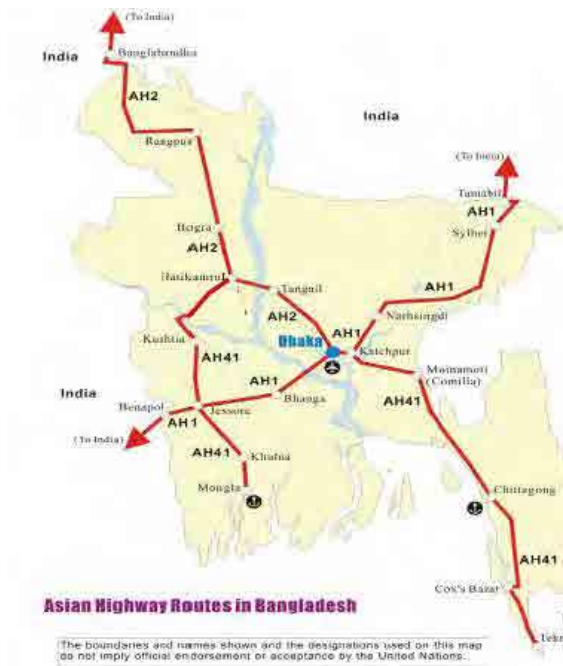 (To India)
India
Banglabandha
AH2
India
Rangpur
(To India)
Tamabil
AH1
Sylhet
Bogra
AH2
Hatikamrul
Tangail
AH1
AH2
Narhsingdi
AH1
Dhaka
Katchpur
Kushtia
AH41
Moinamoti
(Comilla)
AH1
AH41
India
Benapol
Jessore
Bhanga
AH1
(To India)
AH41
Khulna
Mongla
Chittagong
AH41
Cox's Bazar
Asian Highway Routes in Bangladesh
The boundaries and names shown and the designations used on this map
do not imply official endorsement or acceptance by the United Nations.